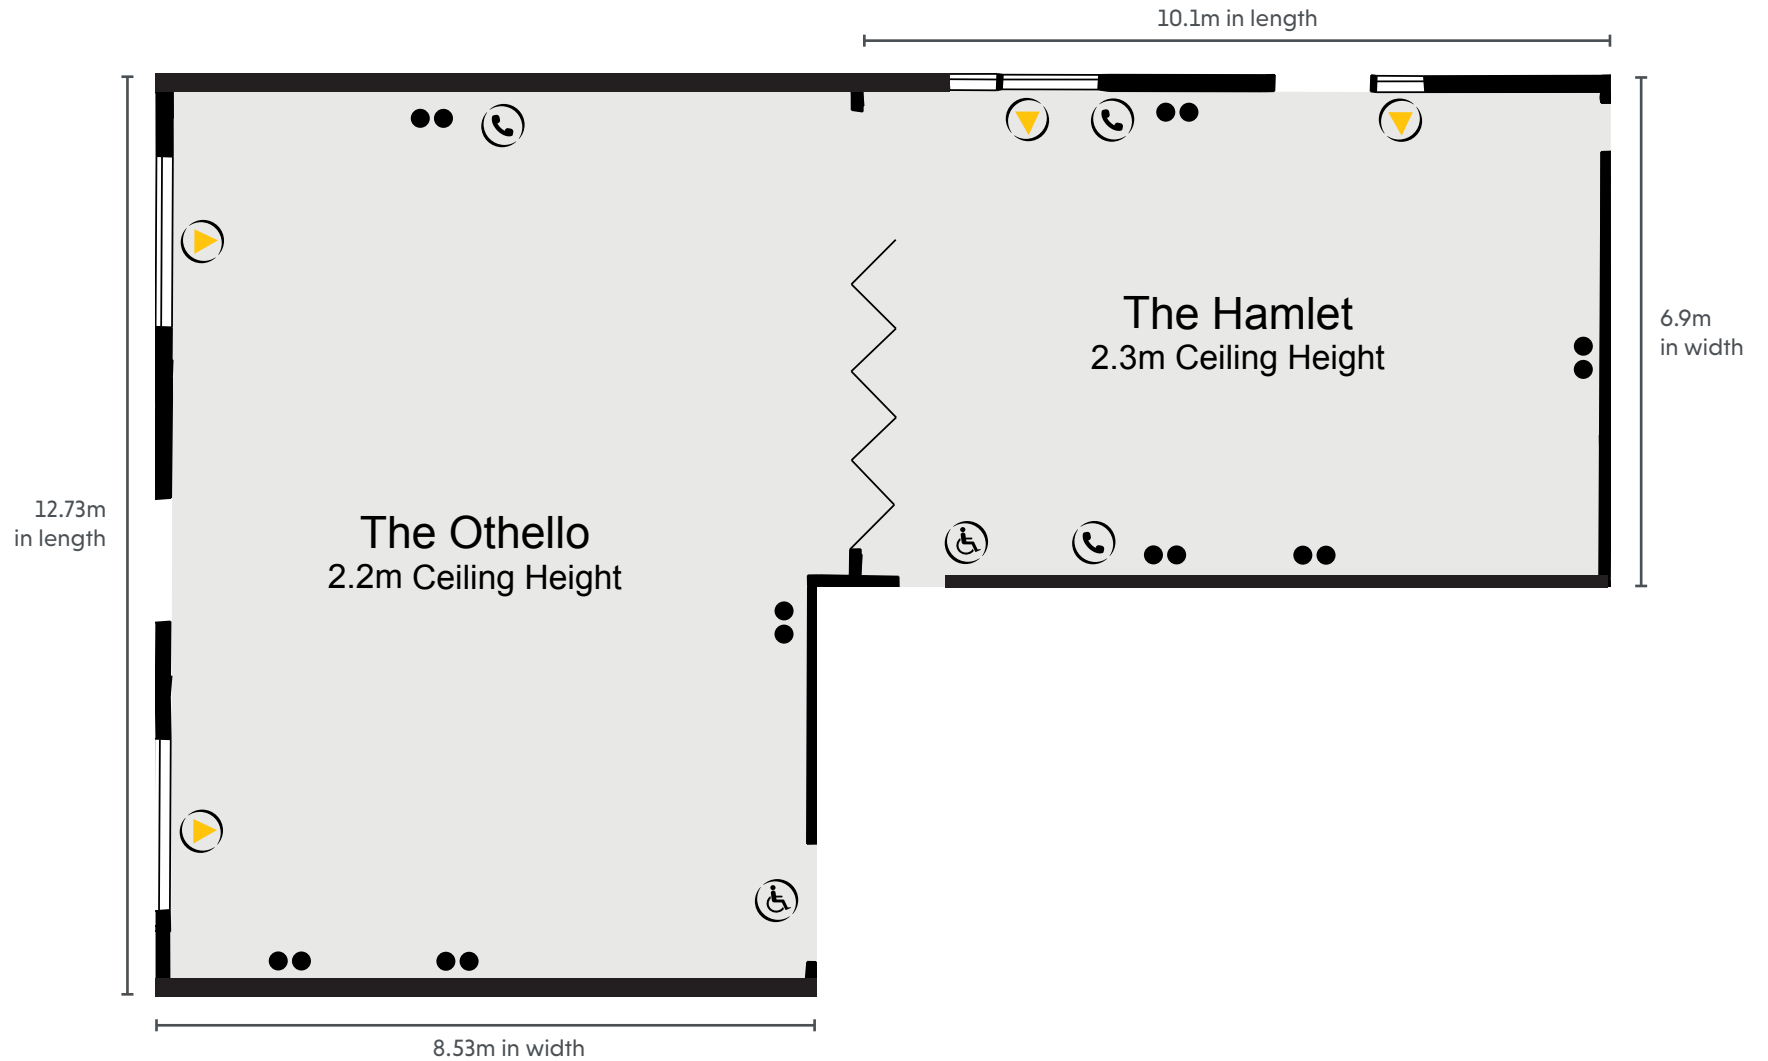 10.1m in length
The Hamlet
2.3m Ceiling Height
6.9m
in width
12.73m
in length
The Othello
2.2m Ceiling Height
8.53m in width